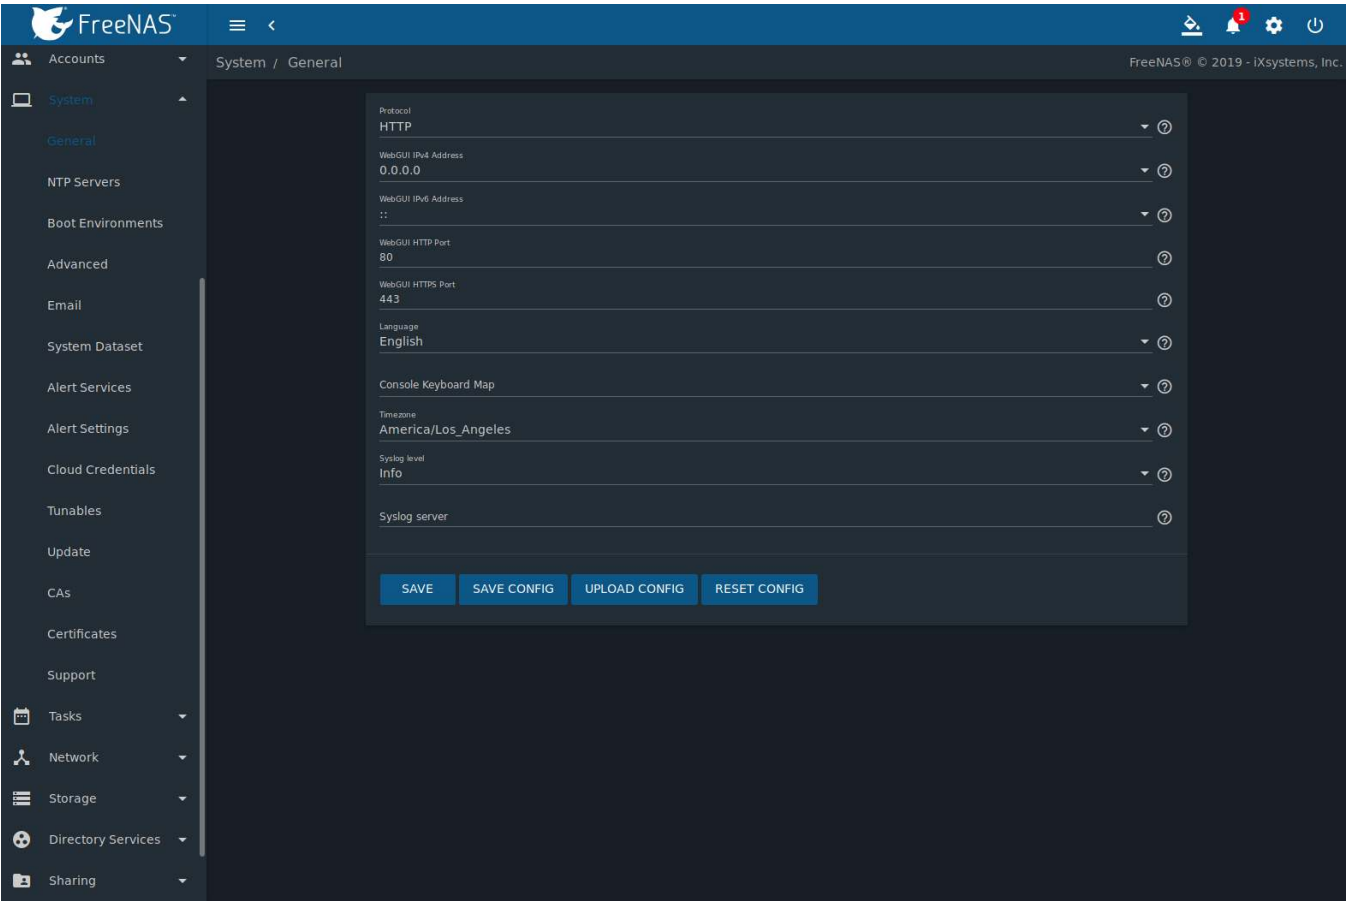 FreeNAS®
1
Accounts
System / General
FreeNAS® © 2019 - iXsystems, Inc.
System
General
NTP Servers
Boot Environments
Advanced
Email
System Dataset
Alert Services
Alert Settings
Cloud Credentials
Tunables
Update
CAs
Certificates
Support
Tasks
Network
Storage
Directory Services
Sharing
Protocol
HTTP
WebGUI IPv4 Address
0.0.0.0
WebGUI IPv6 Address
::
WebGUI HTTP Port
80
WebGUI HTTPS Port
443
Language
English
Console Keyboard Map
Timezone
America/Los_Angeles
Syslog level
Info
Syslog server
SAVE SAVE CONFIG UPLOAD CONFIG RESET CONFIG